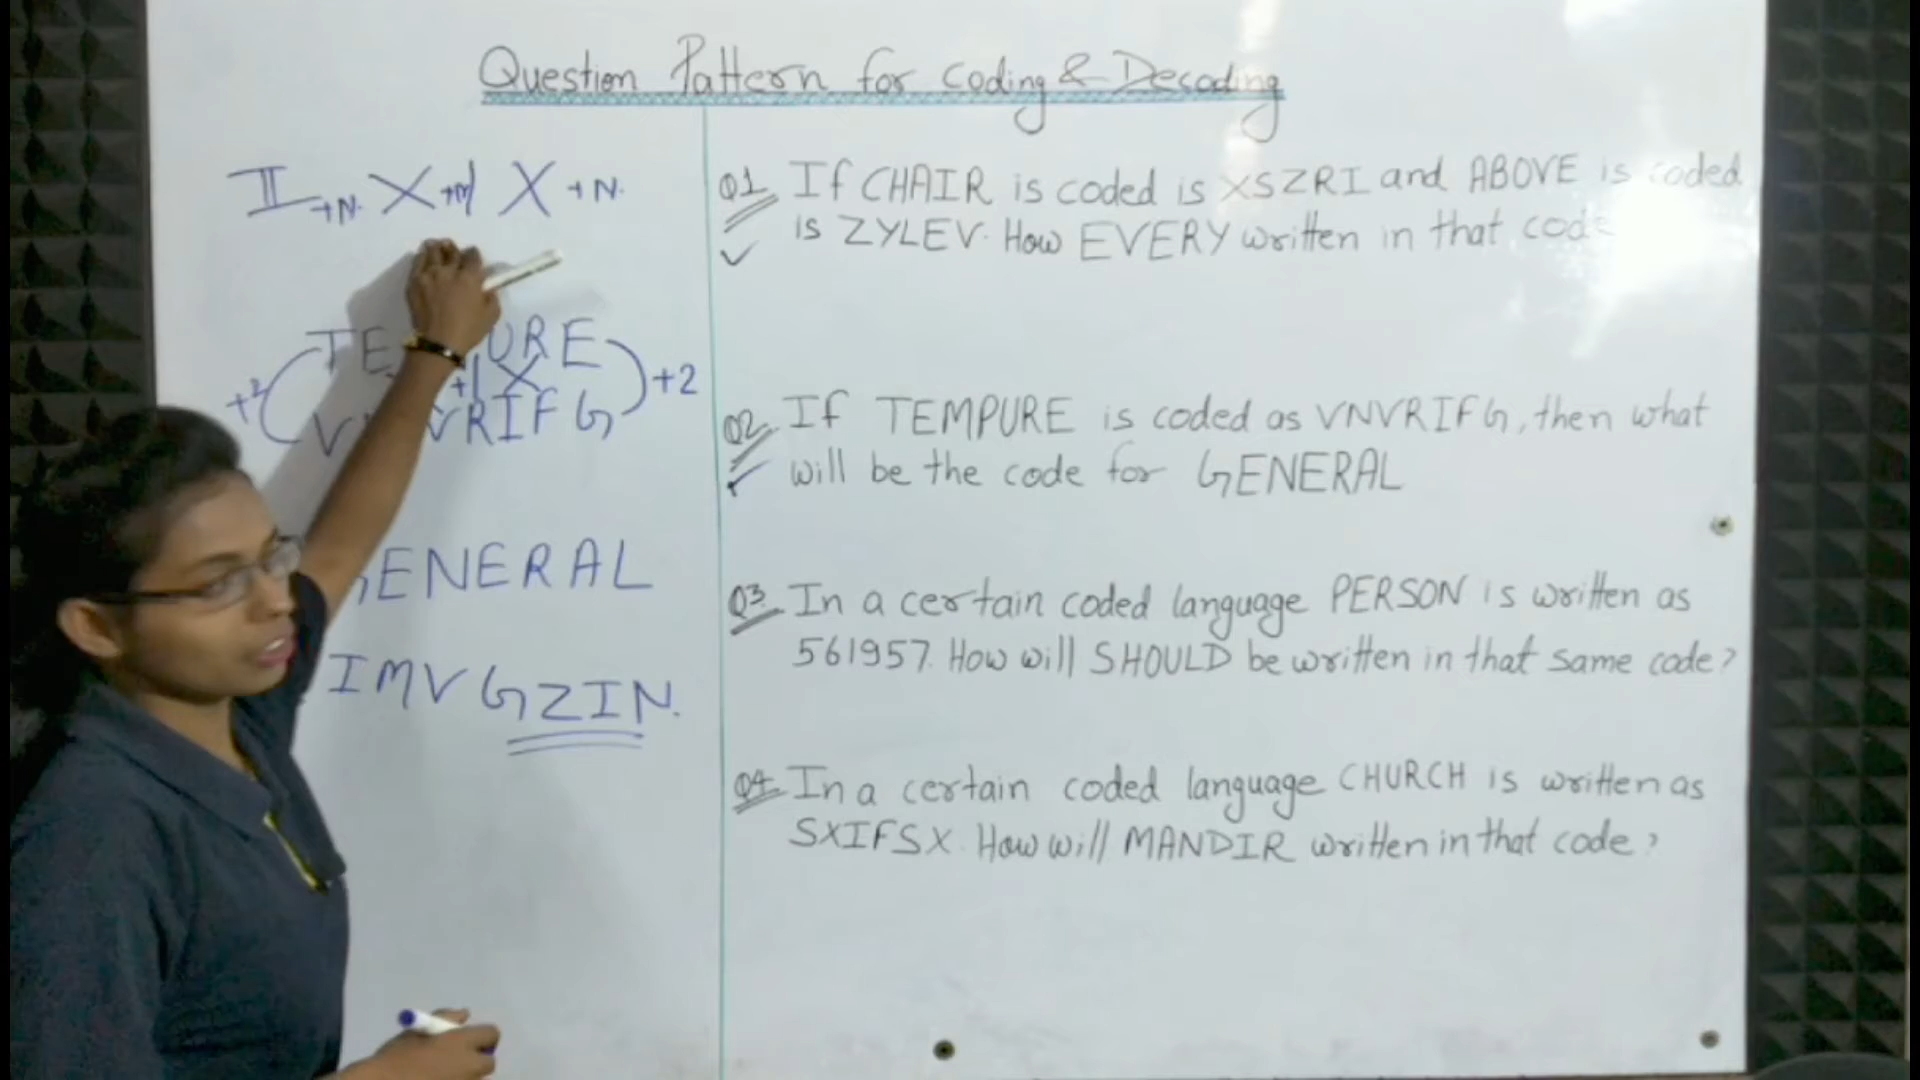 Question Pattern for Coding & Decoding
II +N. X +N X +N.
TE URE
+2 +1 X +2
V VRIFG
GENERAL
IMVGZIN.
Q1 If CHAIR is coded is XSZRI and ABOVE is coded
is ZYLEV. How EVERY written in that code
Q2. If TEMPURE is coded as VNVRIFG, then what
will be the code for GENERAL
Q3. In a certain coded language PERSON is written as
561957. How will SHOULD be written in that same code?
Q4. In a certain coded language CHURCH is written as
SXIFSX. How will MANDIR written in that code?